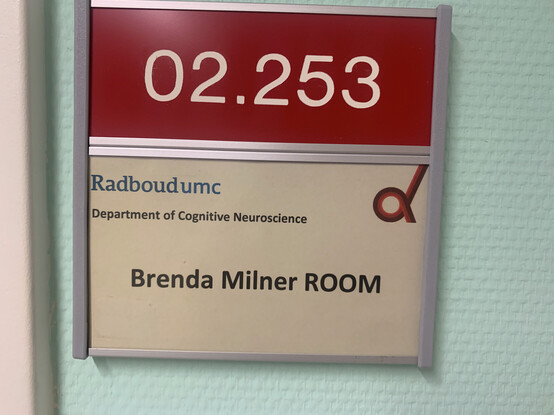 02.253
Radboudumc
Department of Cognitive Neuroscience
Brenda Milner ROOM